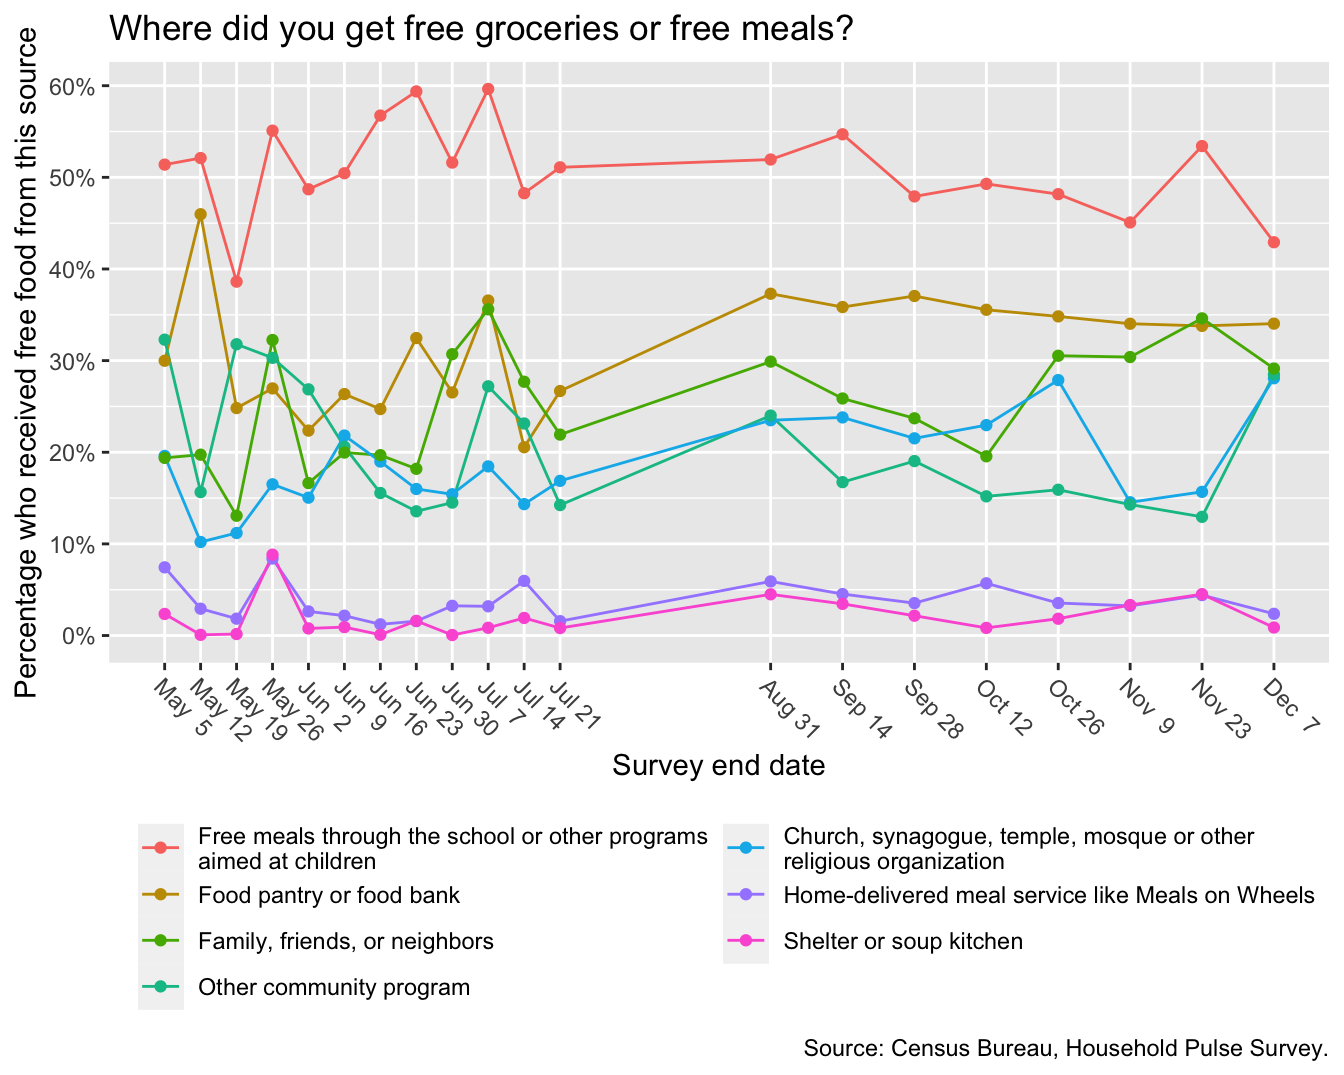 Where did you get free groceries or free meals?
Percentage who received free food from this source
60%
50%
40%
30%
20%
10%
0%
May 5
May 12
May 19
May 26
Jun 2
Jun 9
Jun 16
Jun 23
Jun 30
Jul 7
Jul 14
Jul 21
Aug 31
Sep 14
Sep 28
Oct 12
Oct 26
Nov 9
Nov 23
Dec 7
Survey end date
Free meals through the school or other programs
aimed at children
Food pantry or food bank
Family, friends, or neighbors
Other community program
Church, synagogue, temple, mosque or other
religious organization
Home-delivered meal service like Meals on Wheels
Shelter or soup kitchen
Source: Census Bureau, Household Pulse Survey.